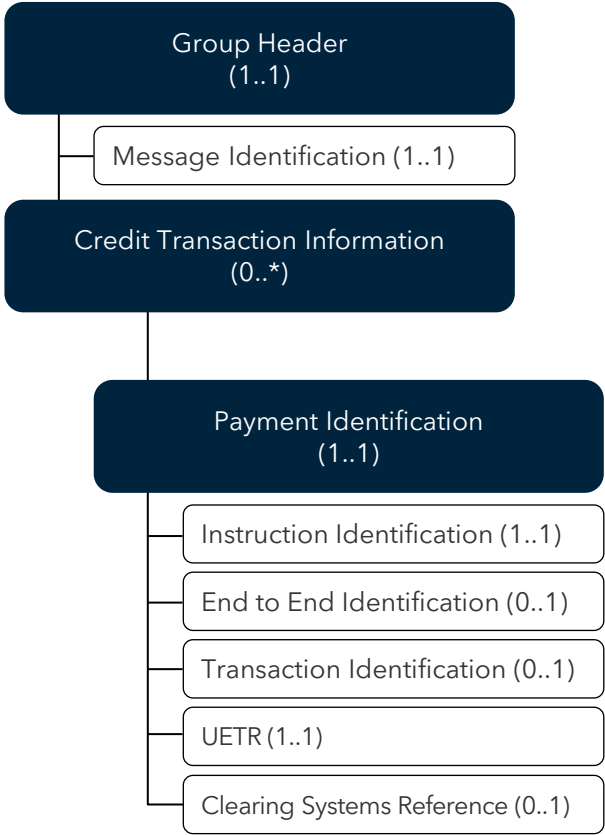 Group Header
(1..1)
Message Identification (1..1)
Credit Transaction Information
(0..*)
Payment Identification
(1..1)
Instruction Identification (1..1)
End to End Identification (0..1)
Transaction Identification (0..1)
UETR (1..1)
Clearing Systems Reference (0..1)